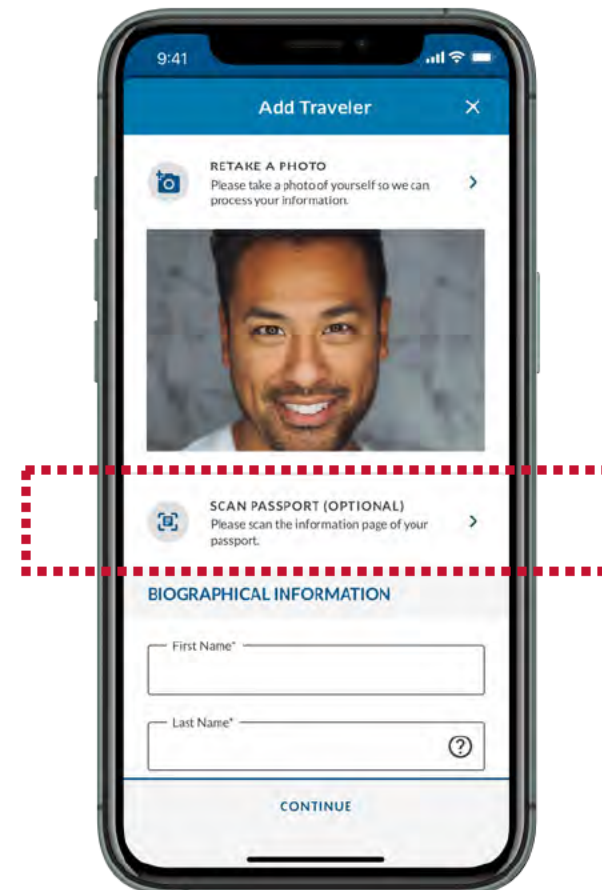 9:41
Add Traveler
RETAKE A PHOTO
Please take a photo of yourself so we can
process your information.
SCAN PASSPORT (OPTIONAL)
Please scan the information page of your
passport.
BIOGRAPHICAL INFORMATION
First Name*
Last Name*
?
CONTINUE